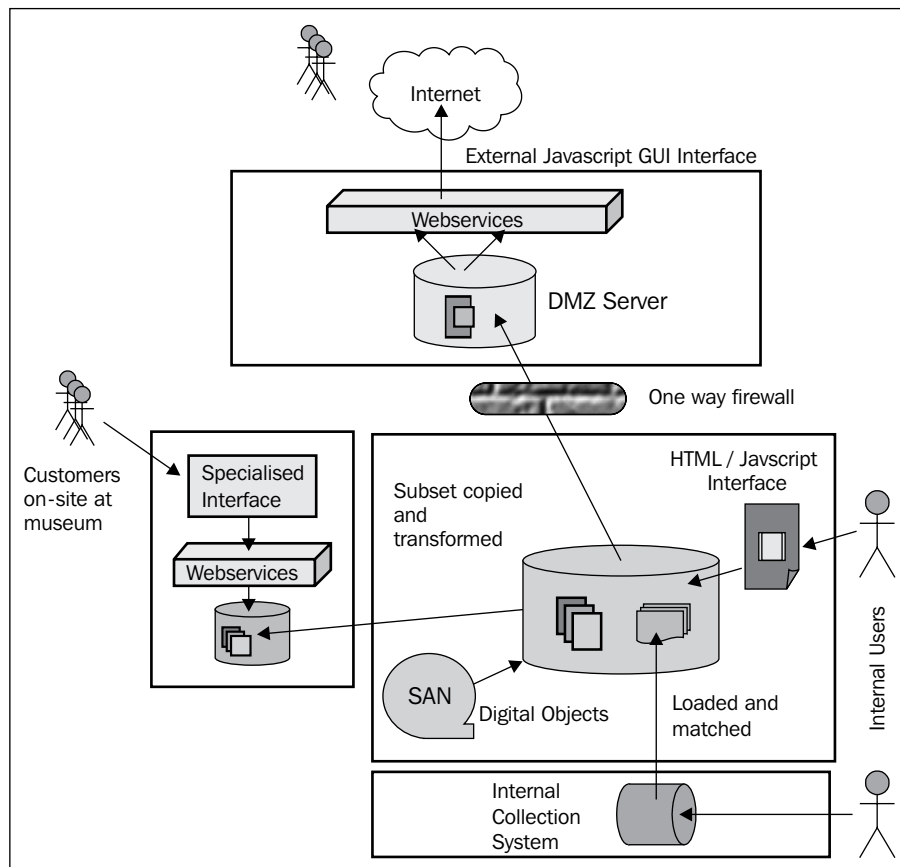 Internet
External Javascript GUI Interface
Webservices
DMZ Server
One way firewall
Customers
on-site at
museum
Specialised
Interface
Webservices
Subset copied
and
transformed
HTML / Javscript
Interface
SAN
Digital Objects
Loaded and
matched
Internal Users
Internal
Collection
System